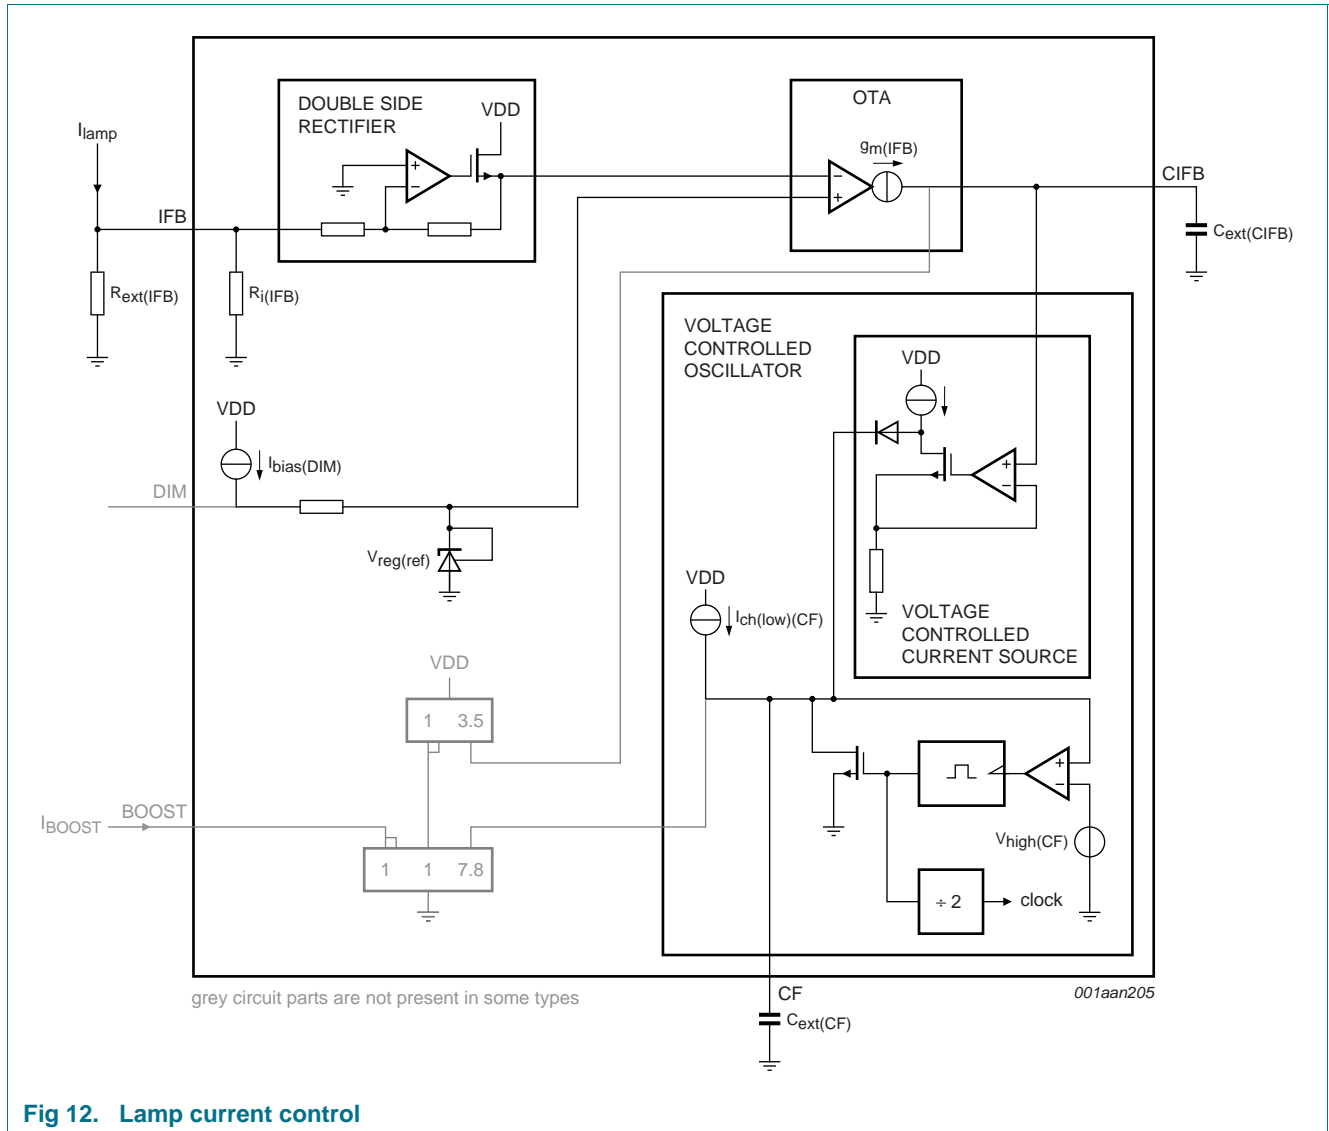 DOUBLE SIDE
RECTIFIER
VDD
OTA
gm(IFB)
Ilamp
IFB
CIFB
Cext(CIFB)
Rext(IFB)
Ri(IFB)
VOLTAGE
CONTROLLED
OSCILLATOR
VDD
VDD
Ibias(DIM)
DIM
Vreg(ref)
VDD
Ich(low)(CF)
VOLTAGE
CONTROLLED
CURRENT SOURCE
VDD
1 3.5
BOOST
IBOOST
1 1 7.8
Vhigh(CF)
÷ 2
clock
grey circuit parts are not present in some types
CF
001aan205
Cext(CF)
Fig 12. Lamp current control